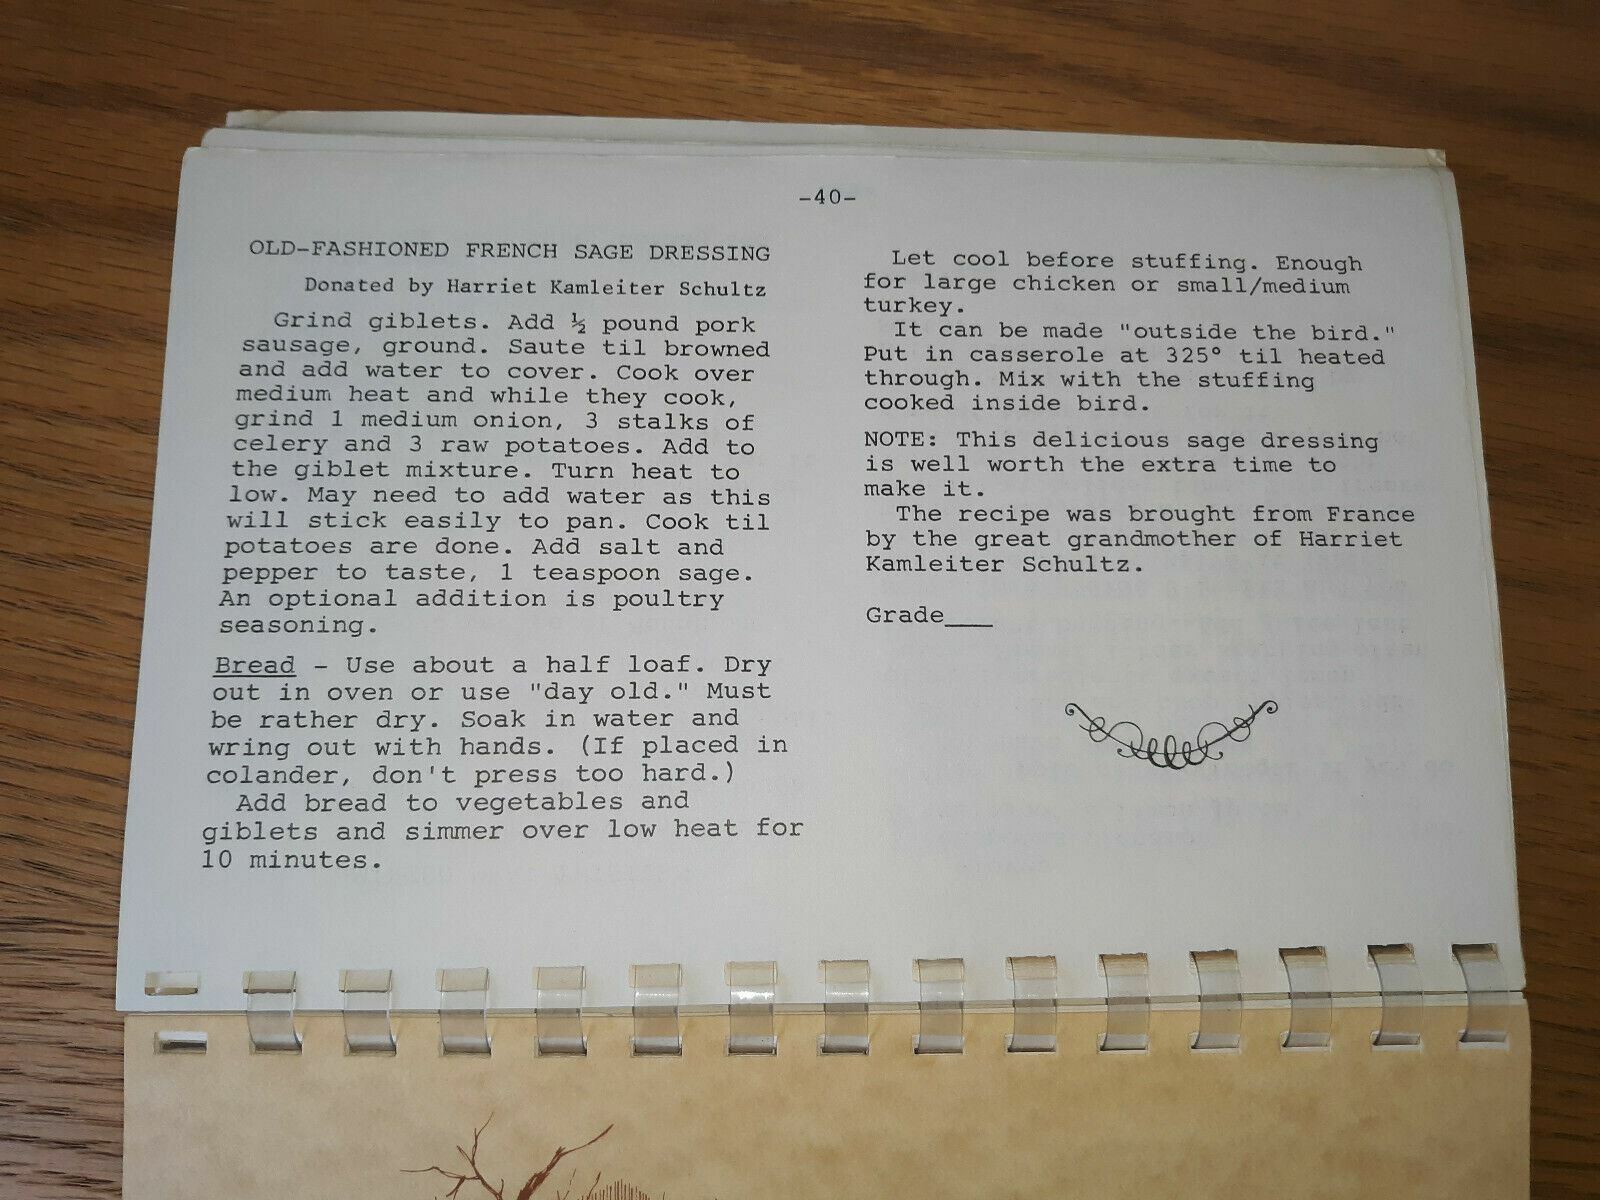 -40-
OLD-FASHIONED FRENCH SAGE DRESSING
Donated by Harriet Kamleiter Schultz
Grind giblets. Add ½ pound pork
sausage, ground. Saute til browned
and add water to cover. Cook over
medium heat and while they cook,
grind 1 medium onion, 3 stalks of
celery and 3 raw potatoes. Add to
the giblet mixture. Turn heat to
low. May need to add water as this
will stick easily to pan. Cook til
potatoes are done. Add salt and
pepper to taste, 1 teaspoon sage.
An optional addition is poultry
seasoning.
Bread - Use about a half loaf. Dry
out in oven or use "day old." Must
be rather dry. Soak in water and
wring out with hands. (If placed in
colander, don't press too hard.)
Add bread to vegetables and
giblets and simmer over low heat for
10 minutes.
Let cool before stuffing. Enough
for large chicken or small/medium
turkey.
It can be made "outside the bird."
Put in casserole at 325° til heated
through. Mix with the stuffing
cooked inside bird.
NOTE: This delicious sage dressing
is well worth the extra time to
make it.
The recipe was brought from France
by the great grandmother of Harriet
Kamleiter Schultz.
Grade___